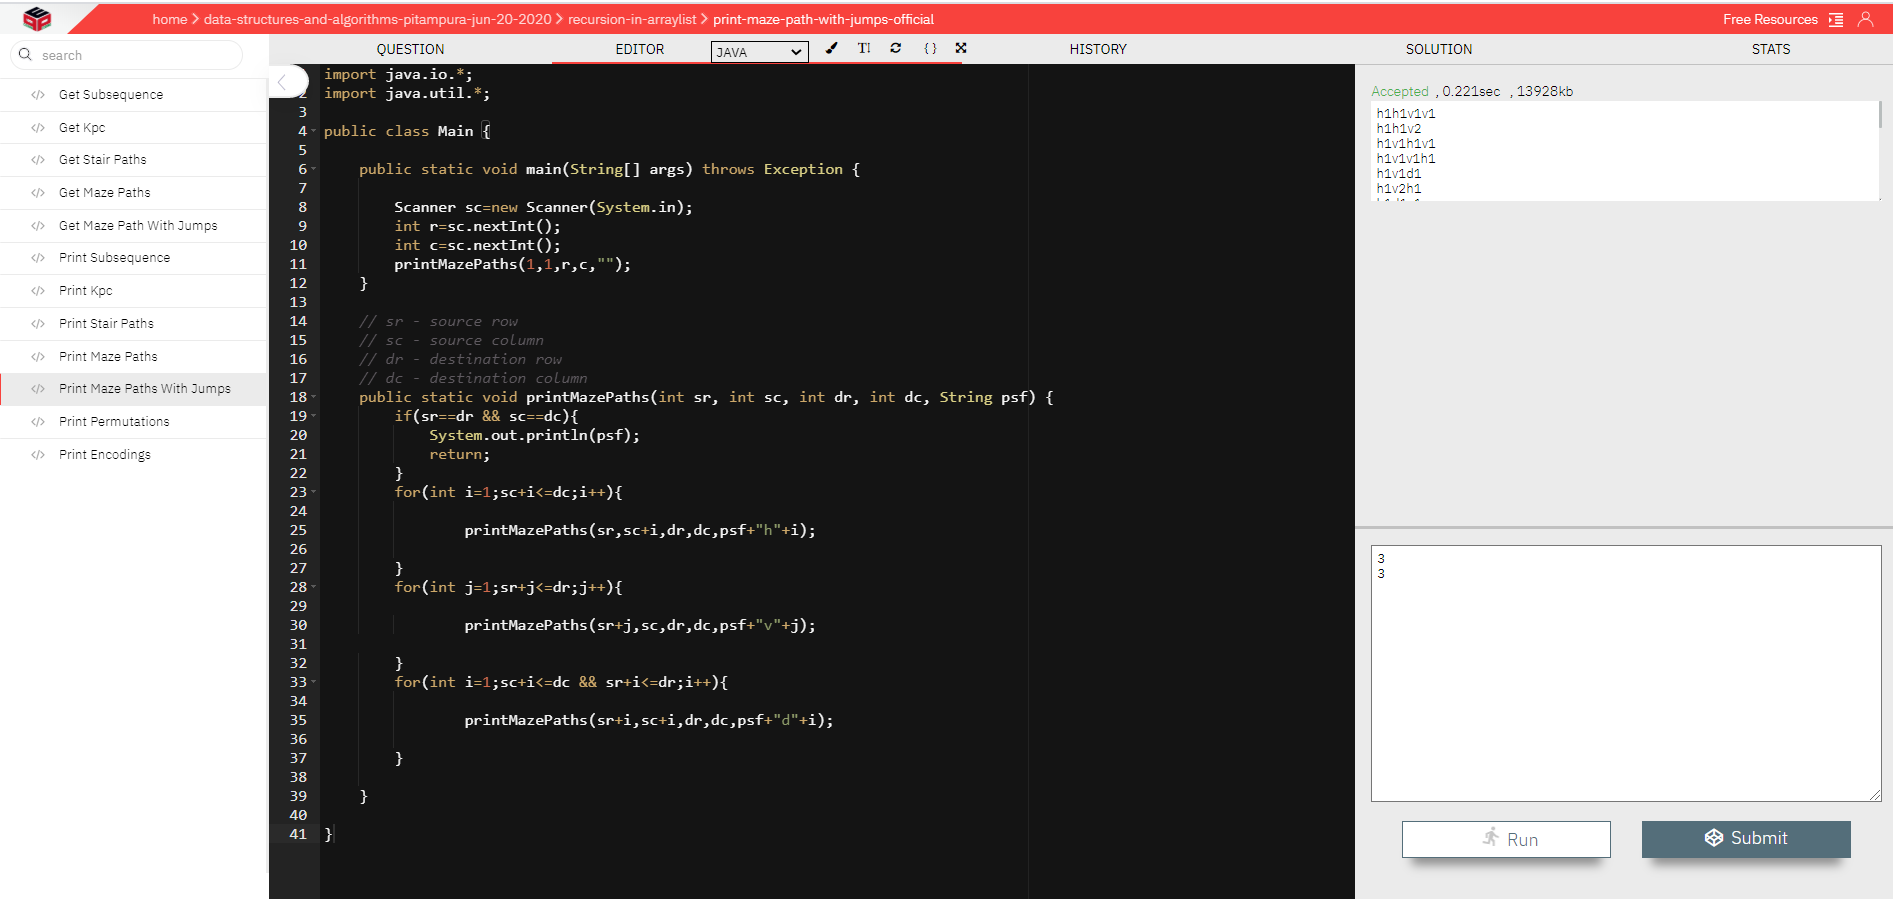 home > data-structures-and-algorithms-pitampura-jun-20-2020 > recursion-in-arraylist > print-maze-path-with-jumps-official
Free Resources
search
Get Subsequence
Get Kpc
Get Stair Paths
Get Maze Paths
Get Maze Path With Jumps
Print Subsequence
Print Kpc
Print Stair Paths
Print Maze Paths
Print Maze Paths With Jumps
Print Permutations
Print Encodings
QUESTION
EDITOR
JAVA
HISTORY
SOLUTION
STATS
import java.io.*;
2 import java.util.*;
3
4 public class Main {
5
6 public static void main(String[] args) throws Exception {
7
8 Scanner sc=new Scanner(System.in);
9 int r=sc.nextInt();
10 int c=sc.nextInt();
11 printMazePaths(1,1,r,c,"");
12 }
13
14 // sr - source row
15 // sc - source column
16 // dr - destination row
17 // dc - destination column
18 public static void printMazePaths(int sr, int sc, int dr, int dc, String psf) {
19 if(sr==dr && sc==dc){
20 System.out.println(psf);
21 return;
22 }
23 for(int i=1;sc+i<=dc;i++){
24
25 printMazePaths(sr,sc+i,dr,dc,psf+"h"+i);
26
27 }
28 for(int j=1;sr+j<=dr;j++){
29
30 printMazePaths(sr+j,sc,dr,dc,psf+"v"+j);
31
32 }
33 for(int i=1;sc+i<=dc && sr+i<=dr;i++){
34
35 printMazePaths(sr+i,sc+i,dr,dc,psf+"d"+i);
36
37 }
38
39 }
40
41 }
Accepted , 0.221sec , 13928kb
h1h1v1v1
h1h1v2
h1v1h1v1
h1v1v1h1
h1v1d1
h1v2h1
3
3
Run
Submit